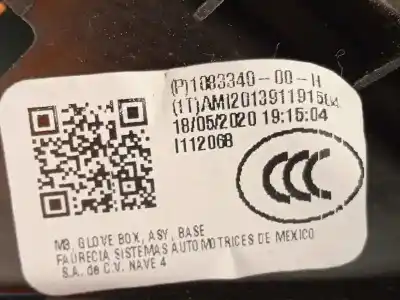 (P)1083340-00-H
(1T)AMI201391191504
18/05/2020 19:15:04
I112068
CCC
M3, GLOVE BOX, ASY, BASE
FAURECIA SISTEMAS AUTOMOTRICES DE MEXICO
S.A. de C.V. NAVE 4